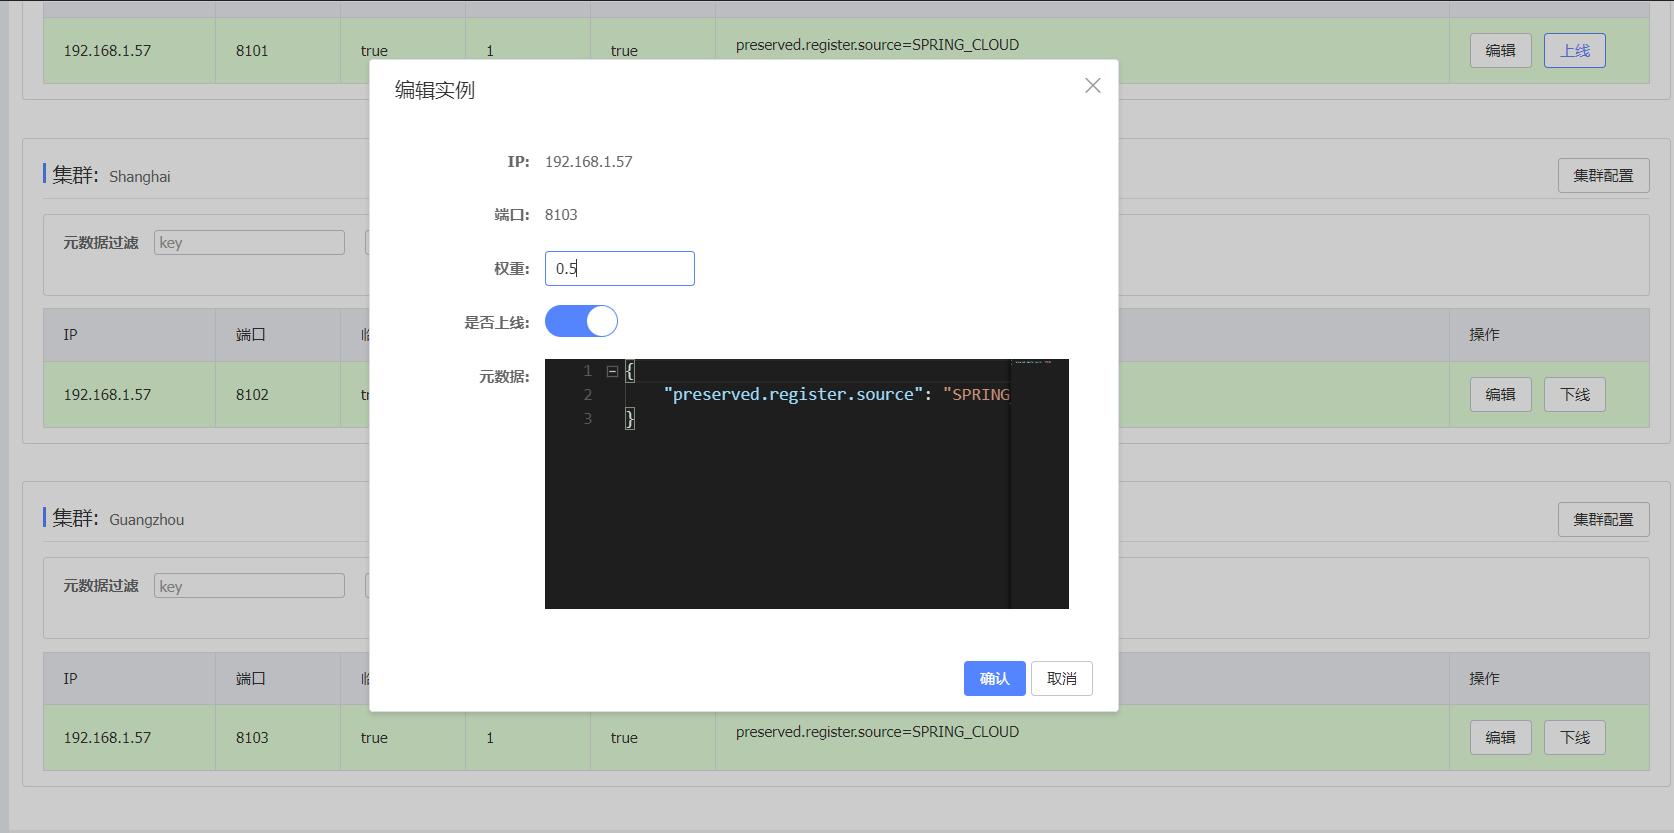 192.168.1.57 8101 true 1 true preserved.register.source=SPRING_CLOUD 编辑 上线
编辑实例
IP: 192.168.1.57
端口: 8103
权重: 0.5
是否上线:
元数据:
1 {
2 "preserved.register.source": "SPRING
3 }
确认 取消
集群: Shanghai 集群配置
元数据过滤 key
IP 端口 操作
192.168.1.57 8102 编辑 下线
集群: Guangzhou 集群配置
元数据过滤 key
IP 端口 操作
192.168.1.57 8103 true 1 true preserved.register.source=SPRING_CLOUD 编辑 下线